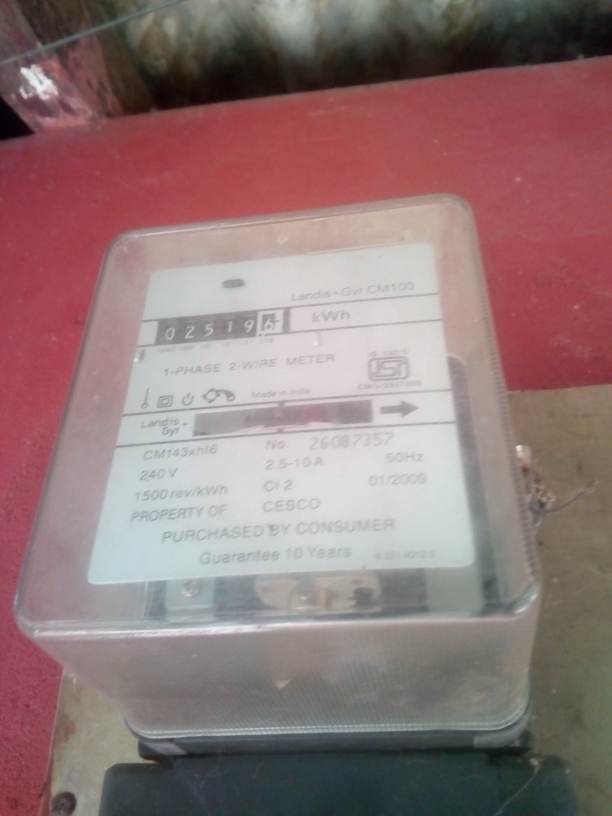 Landis + Gyr CM100
025196 kWh
1-PHASE 2-WIRE METER
ISI
Made in India
Landis + Gyr
CM143xhf6 No. 26087357
240 V 2.5-10 A 50Hz
1500 rev/kWh Cl 2 01/2009
PROPERTY OF CESCO
PURCHASED BY CONSUMER
Guarantee 10 Years